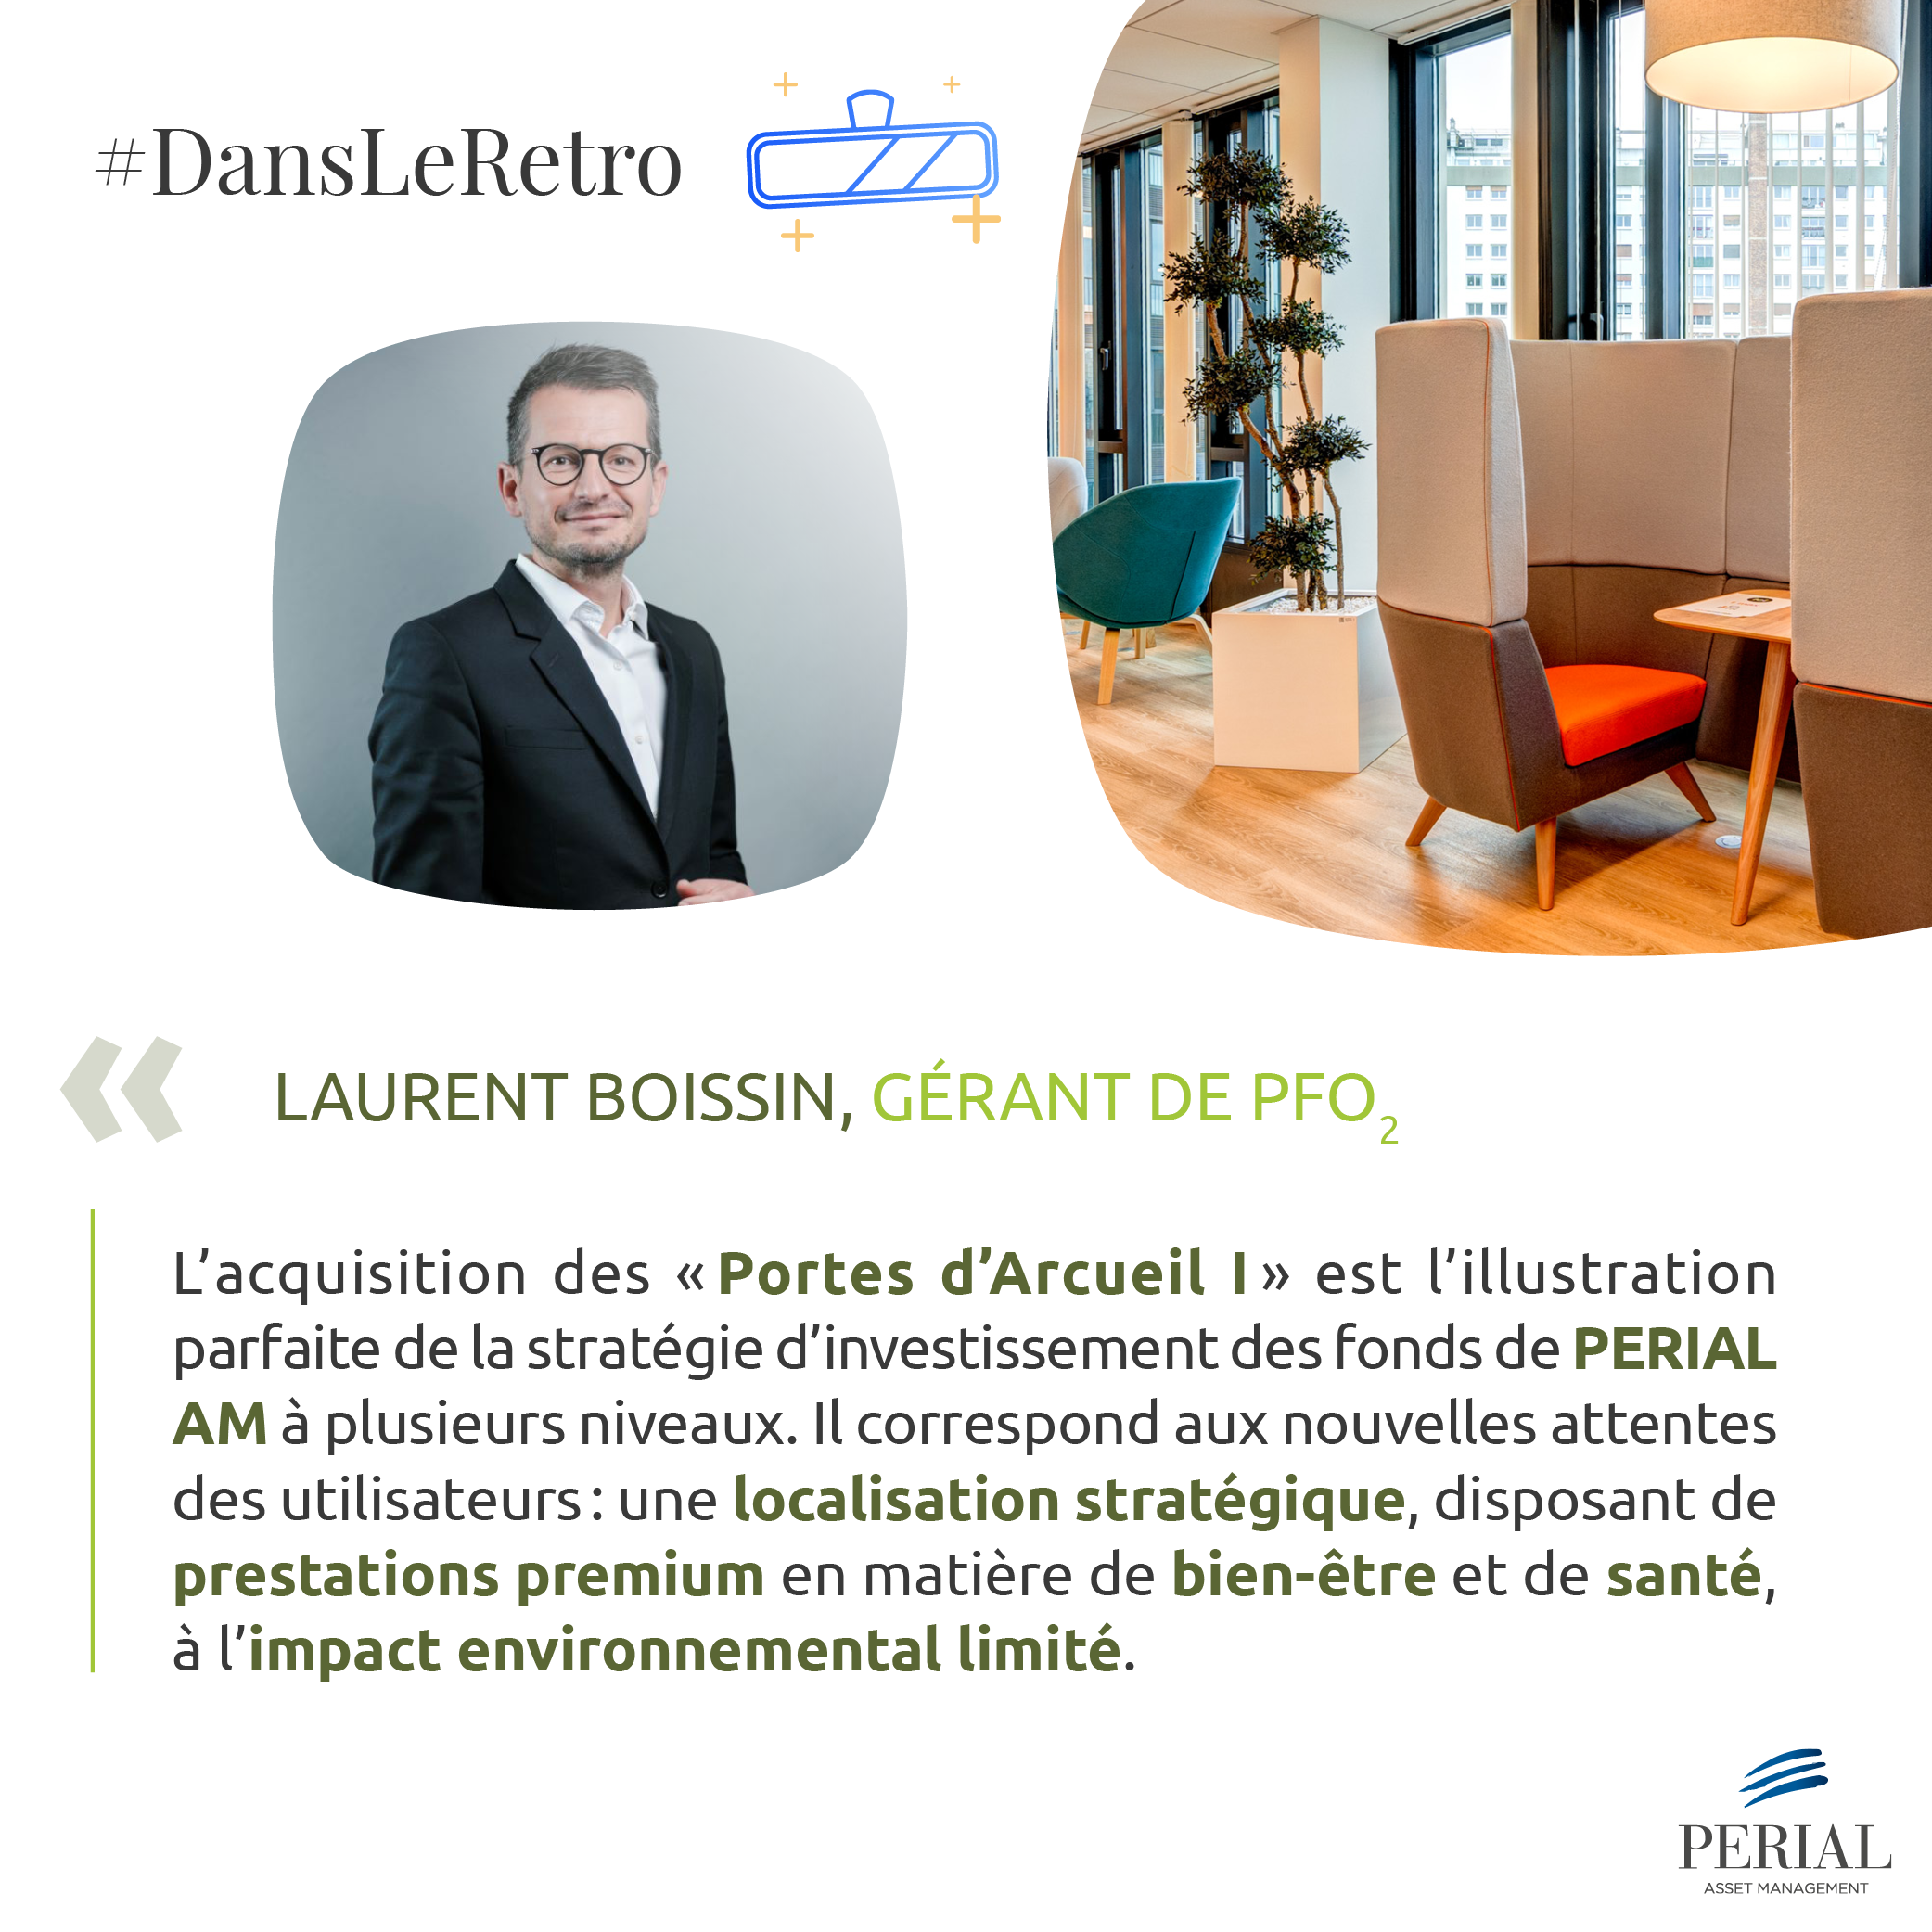 #DansLeRetro
LAURENT BOISSIN, GÉRANT DE PFO₂
L’acquisition des « Portes d’Arcueil I » est l’illustration
parfaite de la stratégie d’investissement des fonds de PERIAL
AM à plusieurs niveaux. Il correspond aux nouvelles attentes
des utilisateurs : une localisation stratégique, disposant de
prestations premium en matière de bien-être et de santé,
à l’impact environnemental limité.
PERIAL
ASSET MANAGEMENT